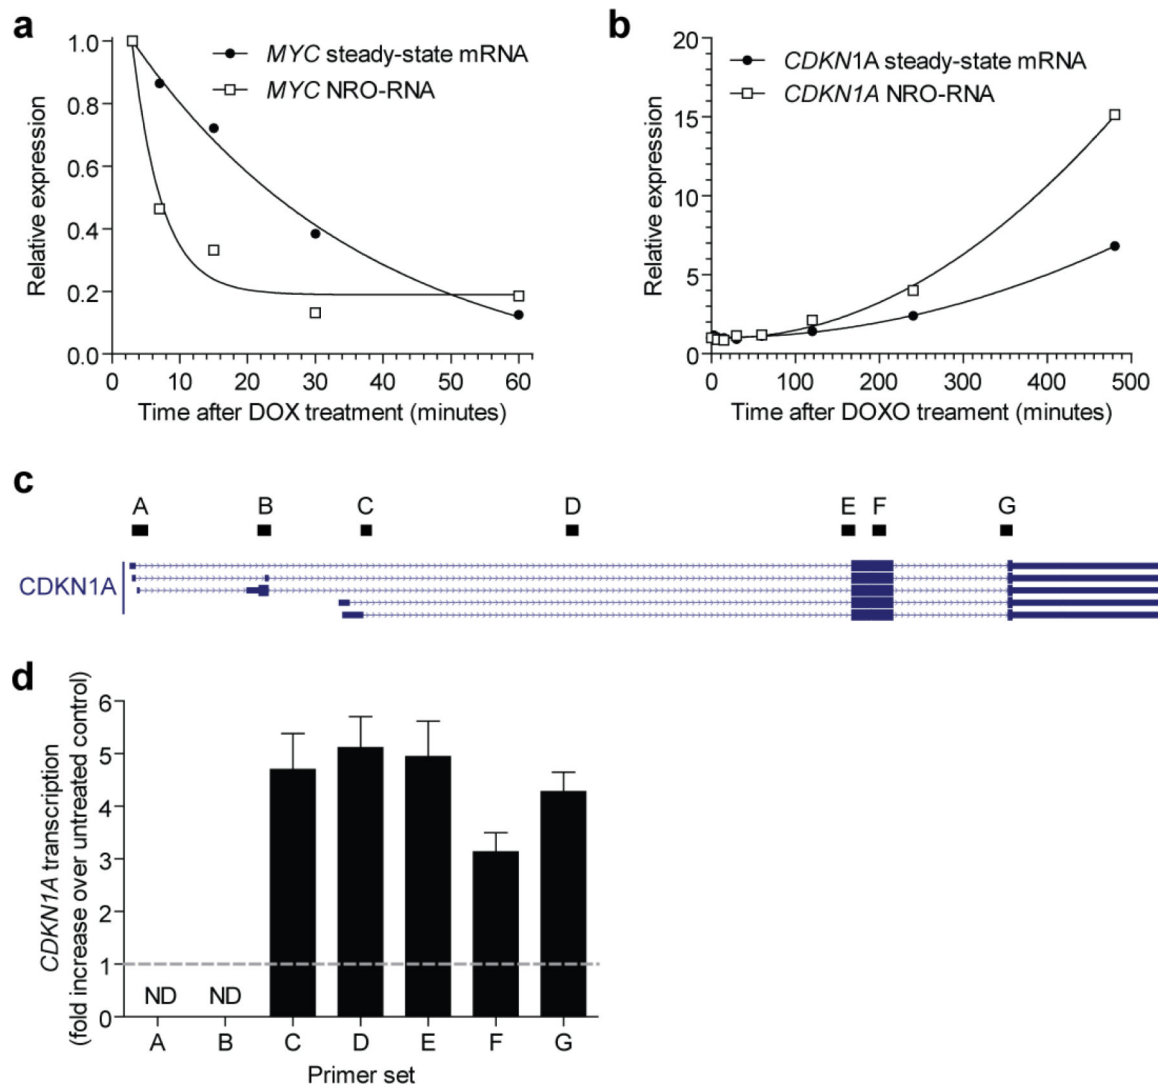 a
1.0
0.8
0.6
0.4
0.2
0.0
Relative expression
MYC steady-state mRNA
MYC NRO-RNA
0 10 20 30 40 50 60
Time after DOX treatment (minutes)
b
20
15
10
5
0
Relative expression
CDKN1A steady-state mRNA
CDKN1A NRO-RNA
0 100 200 300 400 500
Time after DOXO treament (minutes)
c
A B C D E F G
CDKN1A
d
6
5
4
3
2
1
0
CDKN1A transcription
(fold increase over untreated control)
ND ND
A B C D E F G
Primer set